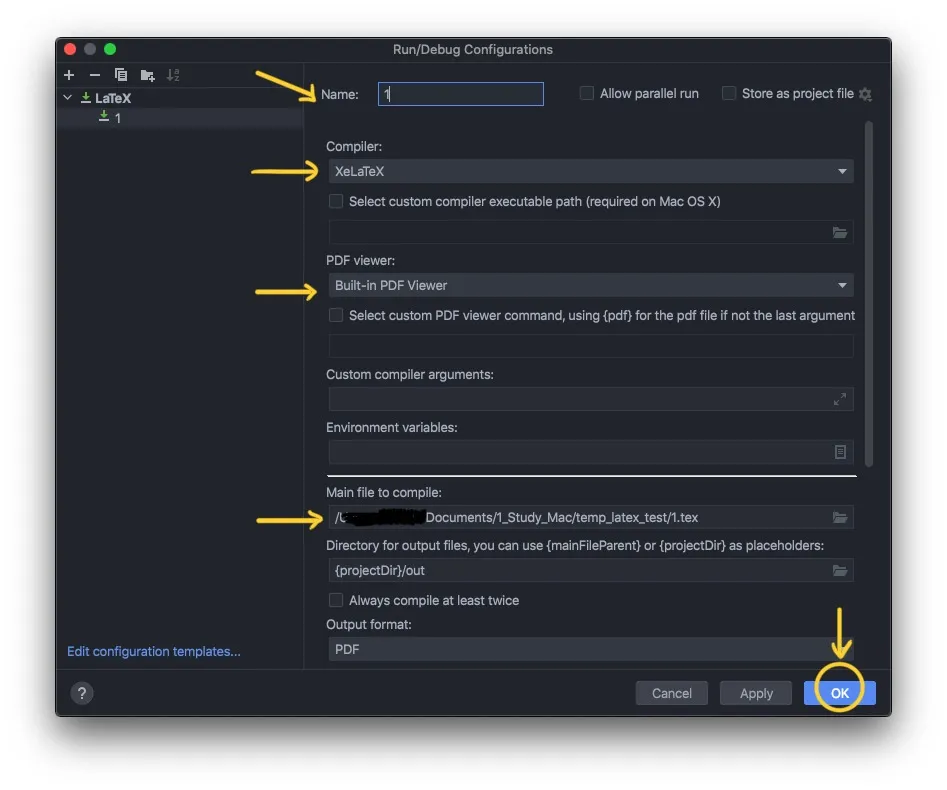 Run/Debug Configurations
LaTeX
1
Name: 1
Allow parallel run
Store as project file
Compiler:
XeLaTeX
Select custom compiler executable path (required on Mac OS X)
PDF viewer:
Built-in PDF Viewer
Select custom PDF viewer command, using {pdf} for the pdf file if not the last argument
Custom compiler arguments:
Environment variables:
Main file to compile:
Documents/1_Study_Mac/temp_latex_test/1.tex
Directory for output files, you can use {mainFileParent} or {projectDir} as placeholders:
{projectDir}/out
Always compile at least twice
Output format:
PDF
Edit configuration templates...
?
Cancel
Apply
OK